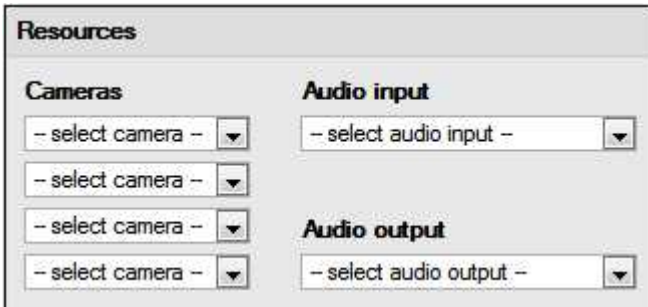 Resources
Cameras
-- select camera --
-- select camera --
-- select camera --
-- select camera --
Audio input
-- select audio input --
Audio output
-- select audio output --